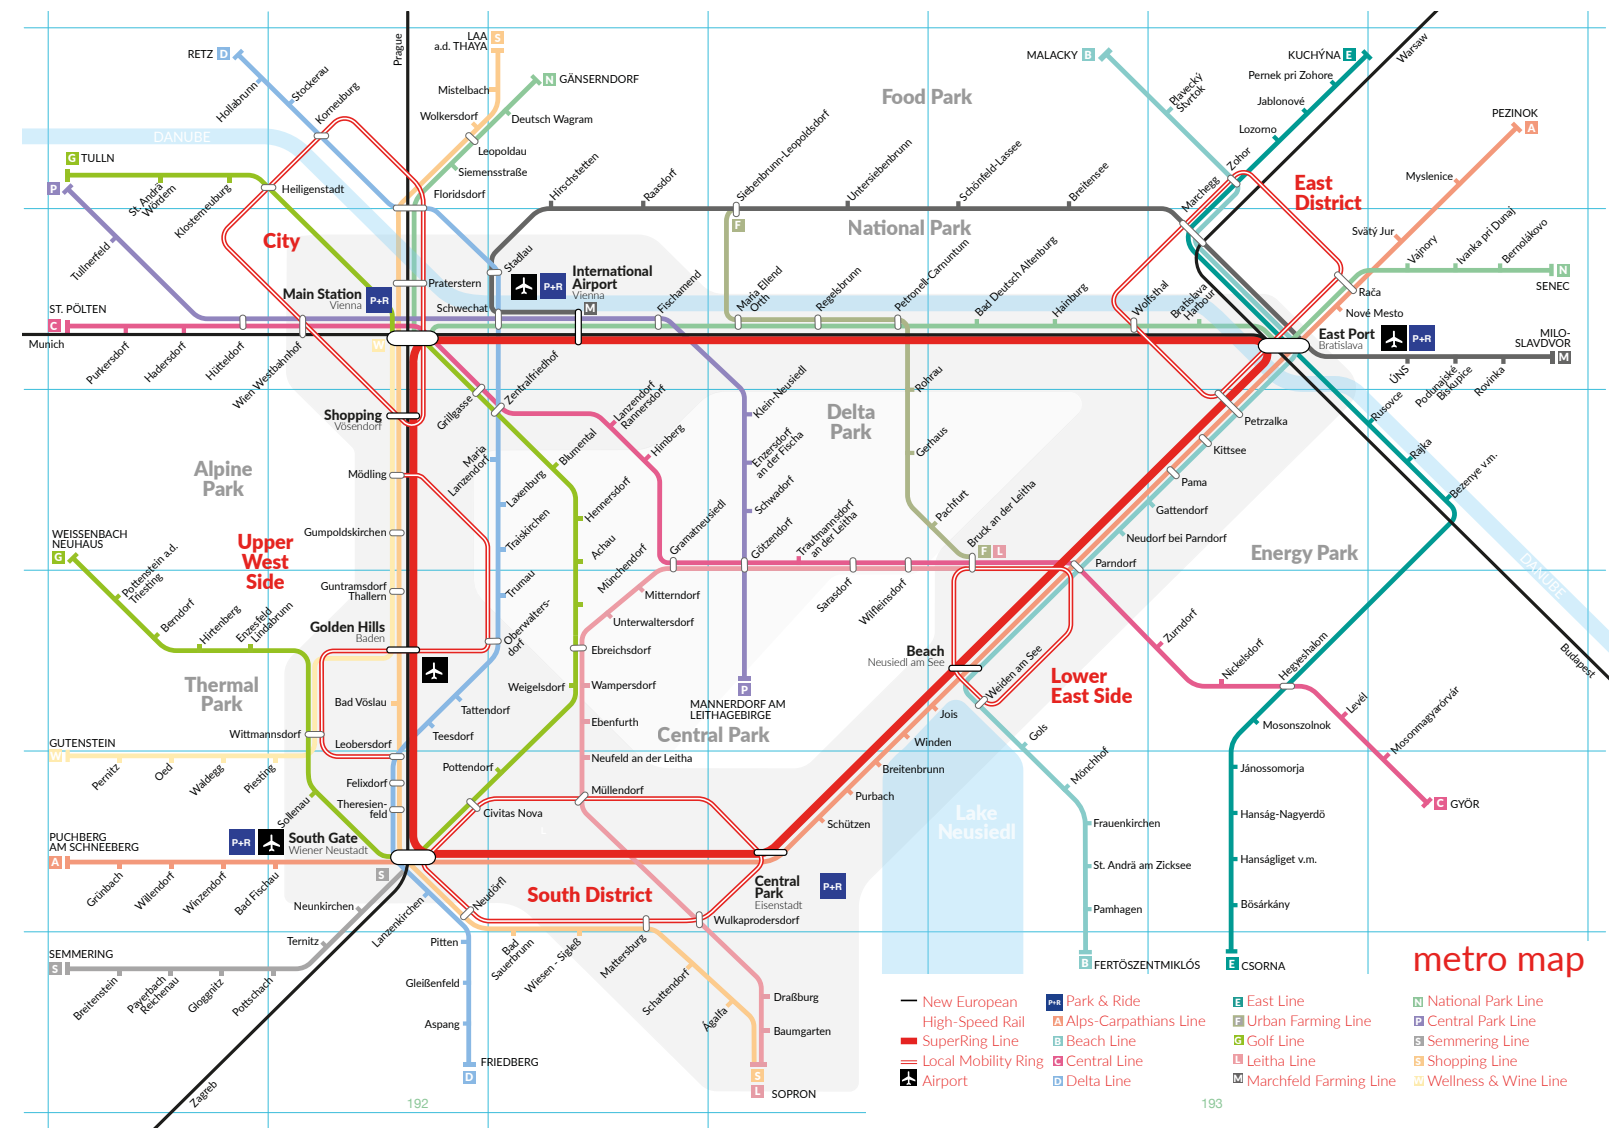 RETZ D
Prague
LAA
a.d. THAYA
S
N GÄNSERNDORF
MALACKY B
KUCHÝNA E
Warsaw
PEZINOK
A
Hollabrunn
Stockerau
Korneuburg
Mistelbach
Wolkersdorf
Deutsch Wagram
Leopoldau
Siemensstraße
Floridsdorf
Food Park
Plavecký
Štvrtok
Pernek pri Zohore
Jablonové
Lozorno
Zohor
Marchegg
East
District
Myslenice
Svätý Jur
Vajnory
Ivanka pri Dunaj
Bernolákovo
N
SENEC
DANUBE
G TULLN
P
St. Andrä
Wördern
Klosterneuburg
Heiligenstadt
Tullnerfeld
City
Hirschstetten
Raasdorf
Siebenbrunn-Leopoldsdorf
F
Untersiebenbrunn
Schönfeld-Lassee
Breitensee
National Park
Stadlau
International
Airport
Vienna
P+R
M
Main Station
Vienna
P+R
Praterstern
Schwechat
Fischamend
Maria Ellend
Orth
Regelsbrunn
Petronell-Carnuntum
Bad Deutsch Altenburg
Hainburg
Wolfsthal
Bratislava
Harbour
Rača
Nové Mesto
East Port
Bratislava
P+R
MILO-
SLAVDVOR
M
ÚNS
Podunajské
Biskupice
Rovinka
ST. PÖLTEN
C
Munich
Purkersdorf
Hadersdorf
Hütteldorf
Wien Westbahnhof
W
Shopping
Vösendorf
Grillgasse
Zentralfriedhof
Lanzendorf
Rannersdorf
Himberg
Klein-Neusiedl
Enzersdorf
an der Fischa
Schwadorf
Götzendorf
Delta
Park
Rohrau
Gerhaus
Pachfurt
Bruck an der Leitha
F L
Petrzalka
Kittsee
Pama
Gattendorf
Neudorf bei Parndorf
Parndorf
Rusovce
Rajka
Bezenye v.m.
Energy Park
DANUBE
Budapest
Alpine
Park
Mödling
Maria
Lanzendorf
Laxenburg
Blumental
Hennersdorf
Traiskirchen
Achau
Münchendorf
Gramatneusiedl
Trautmannsdorf
an der Leitha
Sarasdorf
Wilfleinsdorf
Gumpoldskirchen
Guntramsdorf
Thallern
Trumau
Mitterndorf
Unterwaltersdorf
Upper
West
Side
WEISSENBACH
NEUHAUS
G
Pottenstein a.d.
Triesting
Berndorf
Hirtenberg
Enzesfeld
Lindabrunn
Golden Hills
Baden
Oberwalters-
dorf
Ebreichsdorf
Weigelsdorf
Wampersdorf
P
MANNERDORF AM
LEITHAGEBIRGE
Central Park
Beach
Neusiedl am See
Weiden am See
Lower
East Side
Zurndorf
Nickelsdorf
Hegyeshalom
Levél
Mosonmagyarórvár
C GYÖR
Thermal
Park
Bad Vöslau
Tattendorf
Teesdorf
Ebenfurth
Neufeld an der Leitha
Pottendorf
Müllendorf
Wittmannsdorf
Leobersdorf
GUTENSTEIN
W
Pernitz
Oed
Waldegg
Piesting
Felixdorf
Theresien-
feld
Sollenau
Civitas Nova
Jois
Winden
Breitenbrunn
Purbach
Schützen
Lake
Neusiedl
Gols
Mönchhof
Frauenkirchen
St. Andrä am Zicksee
Pamhagen
B FERTÖSZENTMIKLÓS
Mosonszolnok
Jánossomorja
Hanság-Nagyerdö
Hanságliget v.m.
Bösárkány
E CSORNA
PUCHBERG
AM SCHNEEBERG
A
P+R
South Gate
Wiener Neustadt
S
Grünbach
Willendorf
Winzendorf
Bad Fischau
Neunkirchen
Ternitz
Lanzenkirchen
Neudörfl
South District
Central
Park
Eisenstadt
P+R
Wulkaprodersdorf
SEMMERING
S
Breitenstein
Payerbach
Reichenau
Gloggnitz
Pottschach
Pitten
Gleißenfeld
Aspang
FRIEDBERG
D
Bad
Sauerbrunn
Wiesen - Sigleß
Mattersburg
Schattendorf
Ágalfa
Draßburg
Baumgarten
S
L SOPRON
Zagreb
metro map
New European
High-Speed Rail
SuperRing Line
Local Mobility Ring
Airport
P+R Park & Ride
A Alps-Carpathians Line
B Beach Line
C Central Line
D Delta Line
E East Line
F Urban Farming Line
G Golf Line
L Leitha Line
M Marchfeld Farming Line
N National Park Line
P Central Park Line
S Semmering Line
S Shopping Line
W Wellness & Wine Line
192
193